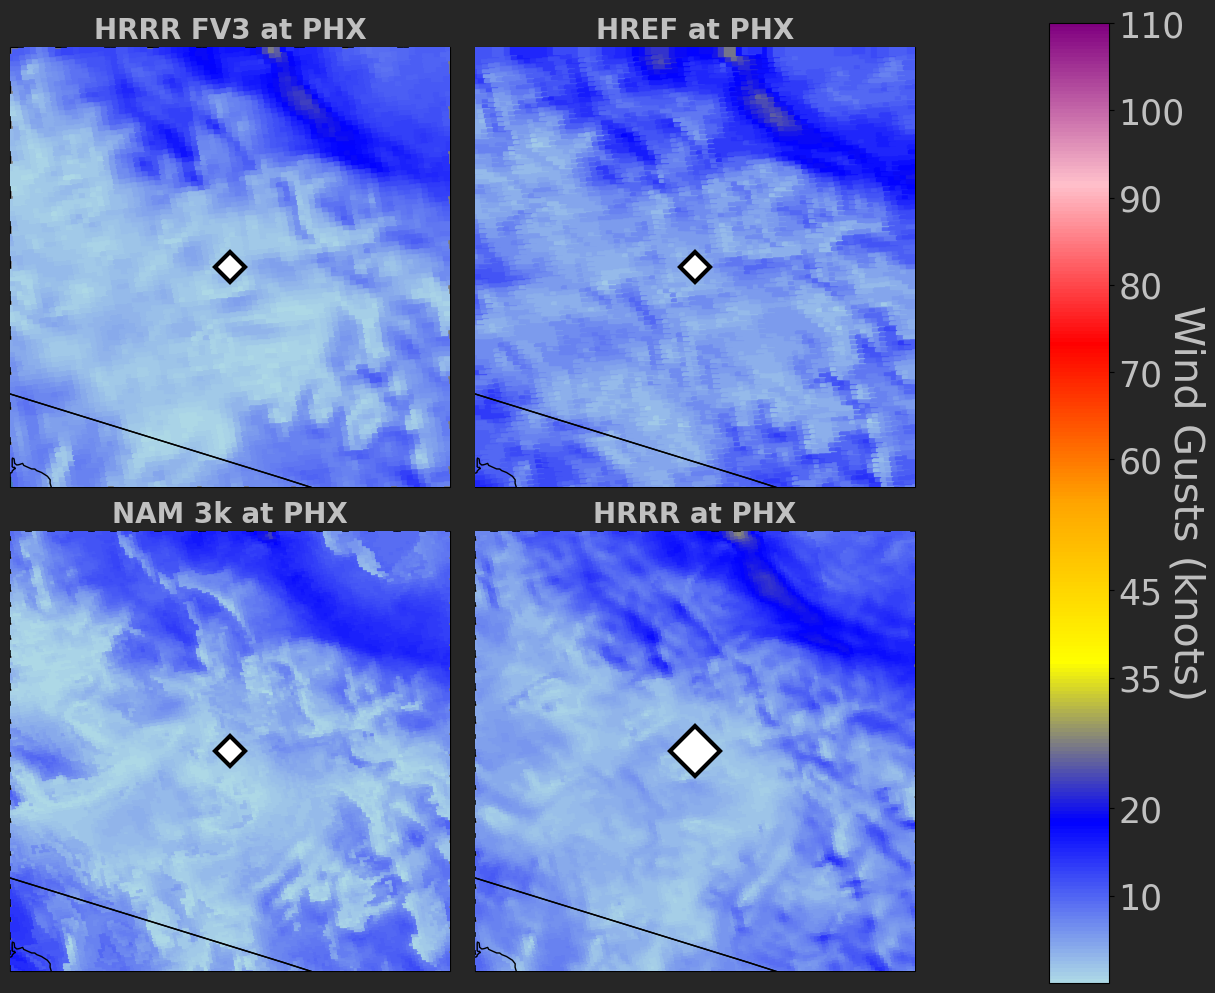 HRRR FV3 at PHX
HREF at PHX
NAM 3k at PHX
HRRR at PHX
110
100
90
80
70
60
45
35
20
10
Wind Gusts (knots)